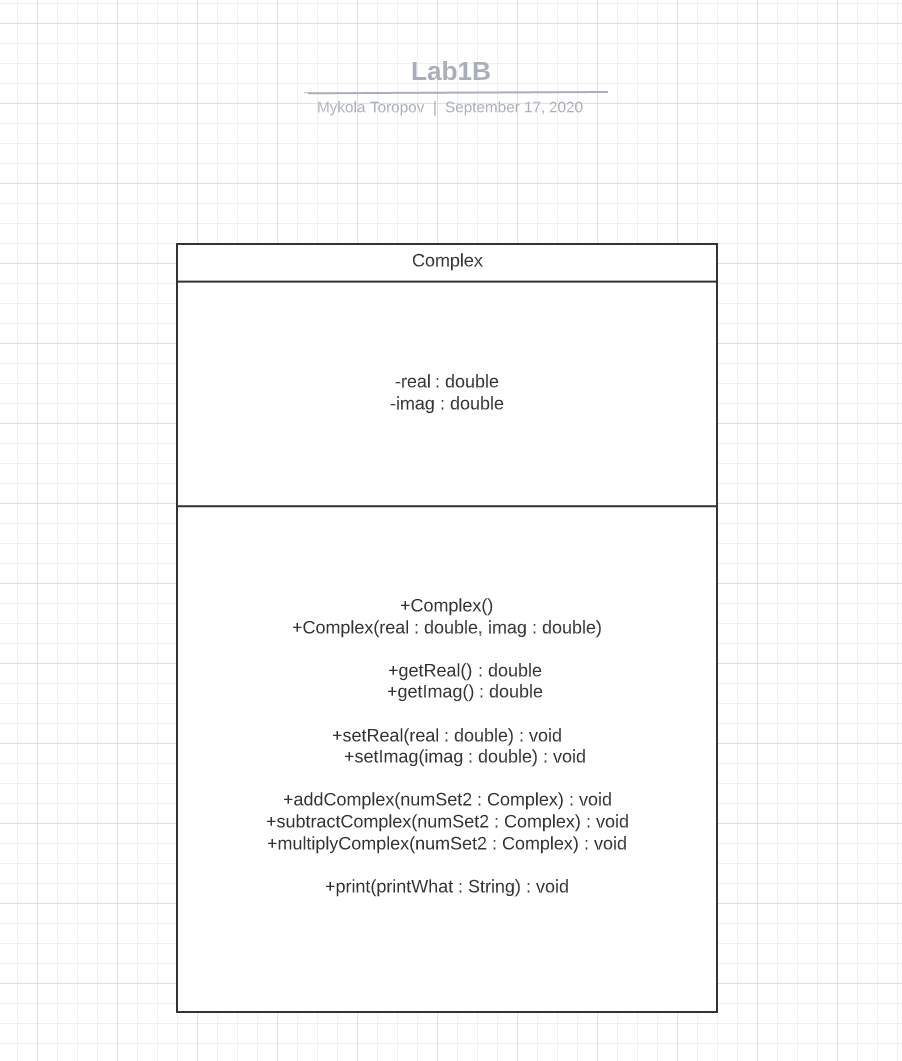 Lab1B
Mykola Toropov | September 17, 2020
Complex
-real : double
-imag : double
+Complex()
+Complex(real : double, imag : double)
+getReal() : double
+getImag() : double
+setReal(real : double) : void
+setImag(imag : double) : void
+addComplex(numSet2 : Complex) : void
+subtractComplex(numSet2 : Complex) : void
+multiplyComplex(numSet2 : Complex) : void
+print(printWhat : String) : void